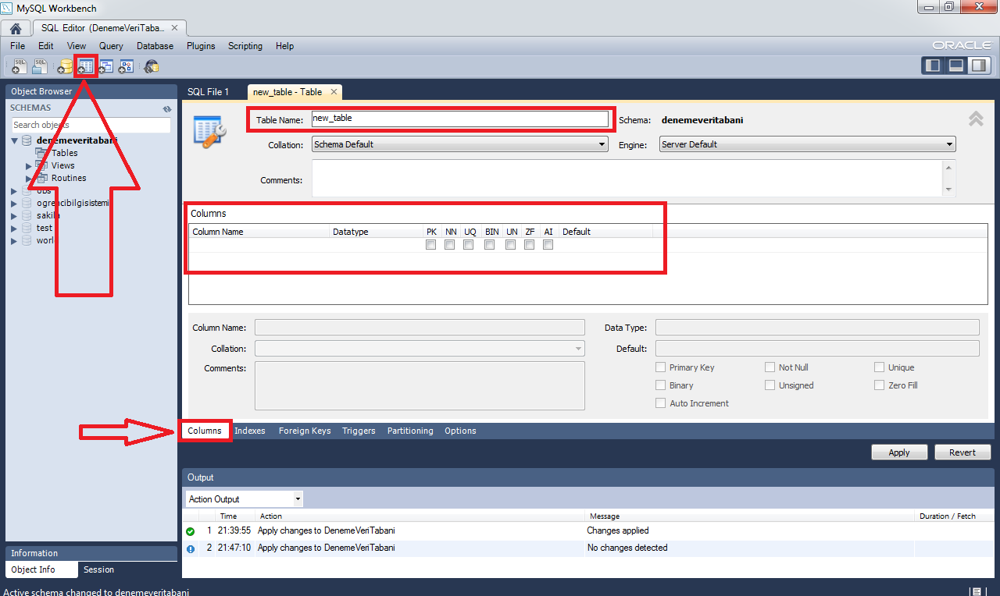 MySQL Workbench
SQL Editor (DenemeVeriTaba...
File Edit View Query Database Plugins Scripting Help
ORACLE
SQL SQL
Object Browser
SCHEMAS
Search objects
denemeveritabani
Tables
Views
Routines
obs
ogrencibilgisistemi
sakila
test
world
SQL File 1 new_table - Table
Table Name: new_table Schema: denemeveritabani
Collation: Schema Default Engine: Server Default
Comments:
Columns
Column Name Datatype PK NN UQ BIN UN ZF AI Default
Column Name: Data Type:
Collation: Default:
Comments: Primary Key Not Null Unique
Binary Unsigned Zero Fill
Auto Increment
Columns Indexes Foreign Keys Triggers Partitioning Options
Apply Revert
Output
Action Output
Time Action Message Duration / Fetch
1 21:39:55 Apply changes to DenemeVeriTabani Changes applied
2 21:47:10 Apply changes to DenemeVeriTabani No changes detected
Information
Object Info Session
Active schema changed to denemeveritabani